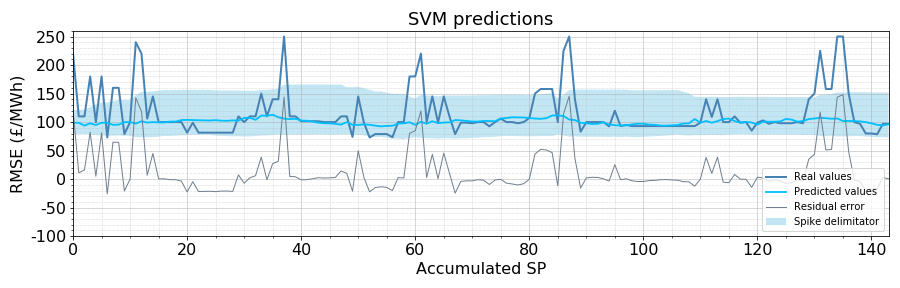 SVM predictions
250
200
150
100
50
0
-50
-100
RMSE (£/MWh)
0 20 40 60 80 100 120 140
Accumulated SP
Real values
Predicted values
Residual error
Spike delimitator